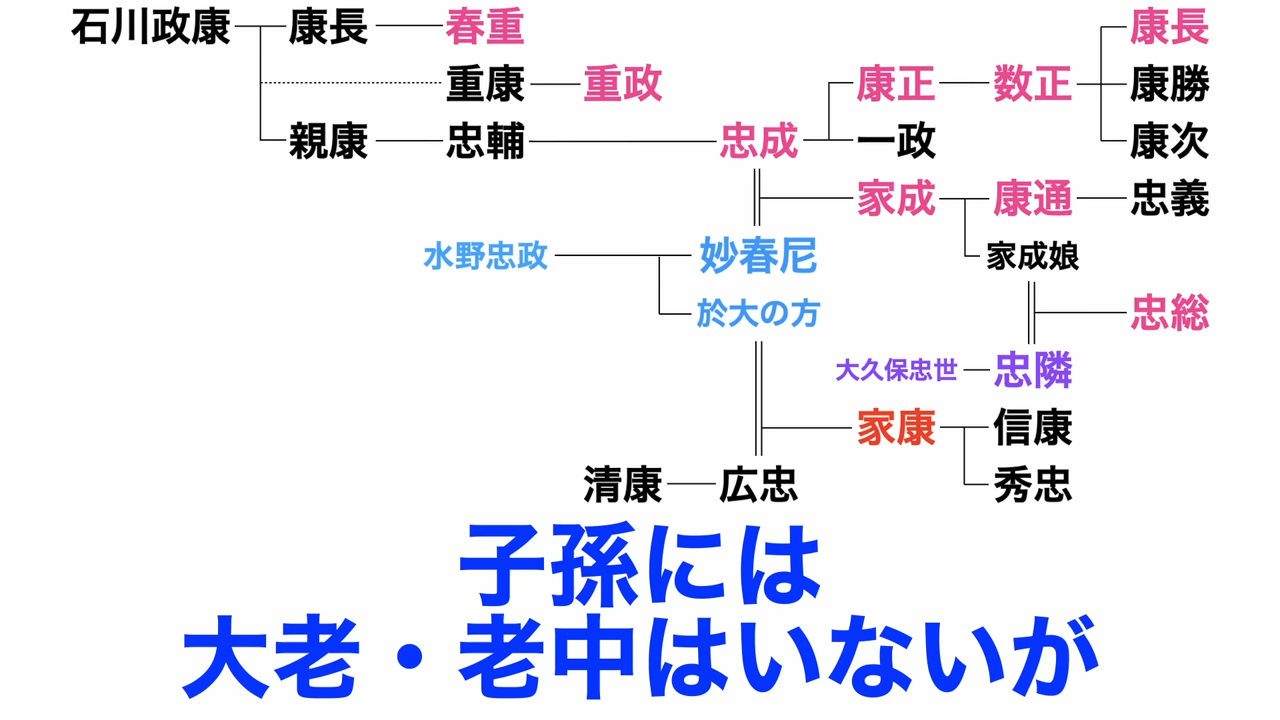 石川政康 康長 春重 康長
重康 重政 康正 数正 康勝
親康 忠輔 忠成 一政 康次
家成 康通 忠義
水野忠政 妙春尼 家成娘
於大の方 忠総
大久保忠世 忠隣
家康 信康
清康 広忠 秀忠
子孫には
大老・老中はいないが